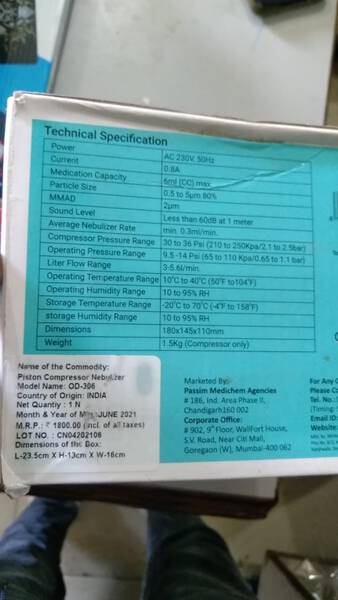 Technical Specification
Power AC 230V, 50Hz
Current 0.8A
Medication Capacity 6ml (CC) max
Particle Size 0.5 to 5μm 80%
MMAD 2μm
Sound Level Less than 60dB at 1 meter
Average Nebulizer Rate min. 0.3ml/min.
Compressor Pressure Range 30 to 36 Psi (210 to 250Kpa/2.1 to 2.5bar)
Operating Pressure Range 9.5 -14 Psi (65 to 110 Kpa/0.65 to 1.1 bar)
Liter Flow Range 3-5.6l/min.
Operating Temperature Range 10°C to 40°C (50°F to104°F)
Operating Humidity Range 10 to 95% RH
Storage Temperature Range -20°C to 70°C (-4°F to 158°F)
storage Humidity Range 10 to 95% RH
Dimensions 180x145x110mm
Weight 1.5Kg (Compressor only)
Name of the Commodity:
Piston Compressor Nebulizer
Model Name: OD-306
Country of Origin: INDIA
Net Quantiy : 1 N
Month & Year of JUNE 2021
M.R.P.: ₹ 1800.00 (incl. of all taxes)
LOT NO. : CN04202106
Dimensions of the Box:
L-23.5cm X H-13cm X W-16cm
Marketed By:
Passim Medichem Agencies
# 186, Ind. Area Phase II,
Chandigarh160 002
Corporate Office:
# 902, 9th Floor, WallFort House,
S.V. Road, Near Citi Mall,
Goregaon (W), Mumbai-400 062
For Any
Please
Tel. No.:
(Timing:
Email ID:
Website: